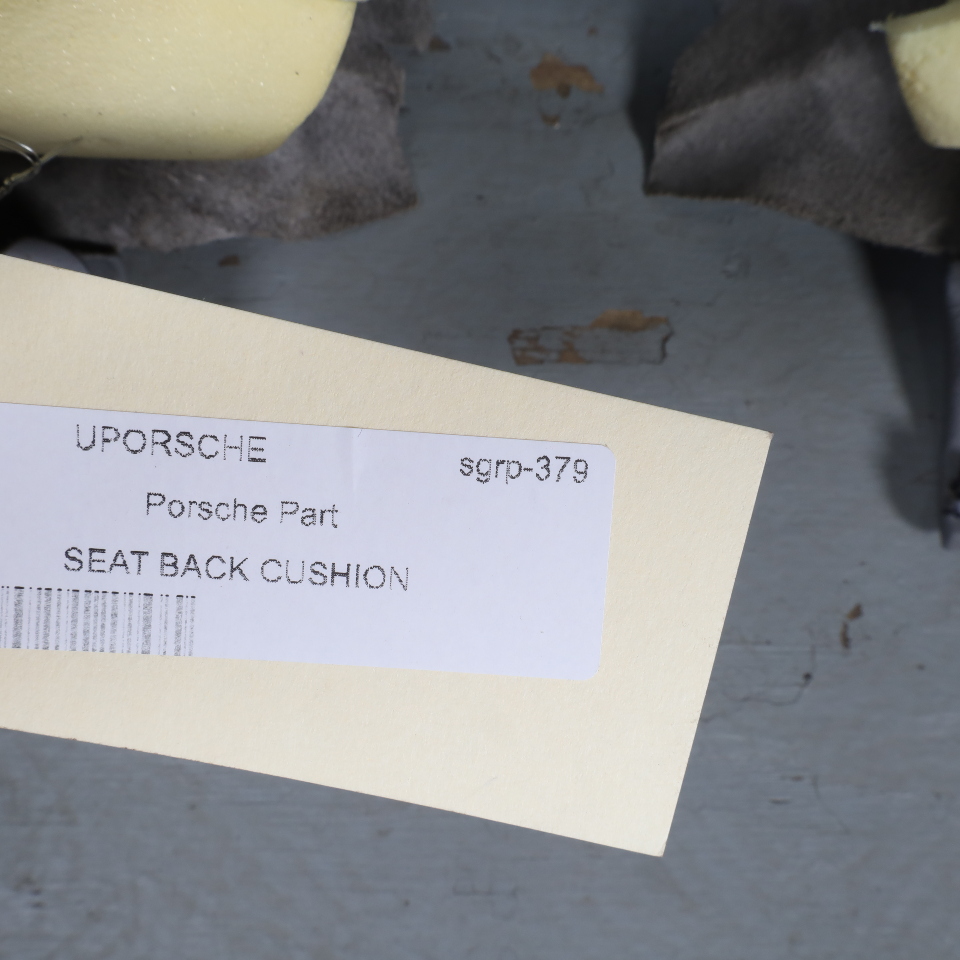 UPORSCHE
sgrp-379
Porsche Part
SEAT BACK CUSHION